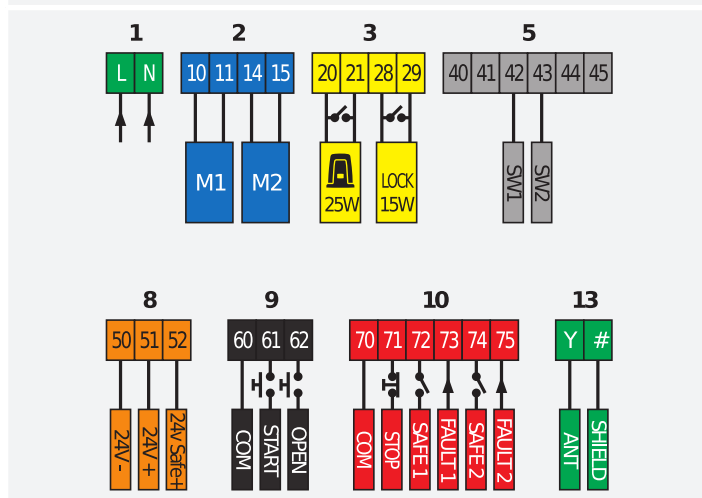 1 2 3 5
L N 10 11 14 15 20 21 28 29 40 41 42 43 44 45
M1 M2 25W LOCK 15W SW1 SW2
8 9 10 13
50 51 52 60 61 62 70 71 72 73 74 75 Y #
24V - 24V + 24v Safe+ COM START OPEN COM STOP SAFE 1 FAULT 1 SAFE 2 FAULT 2 ANT SHIELD